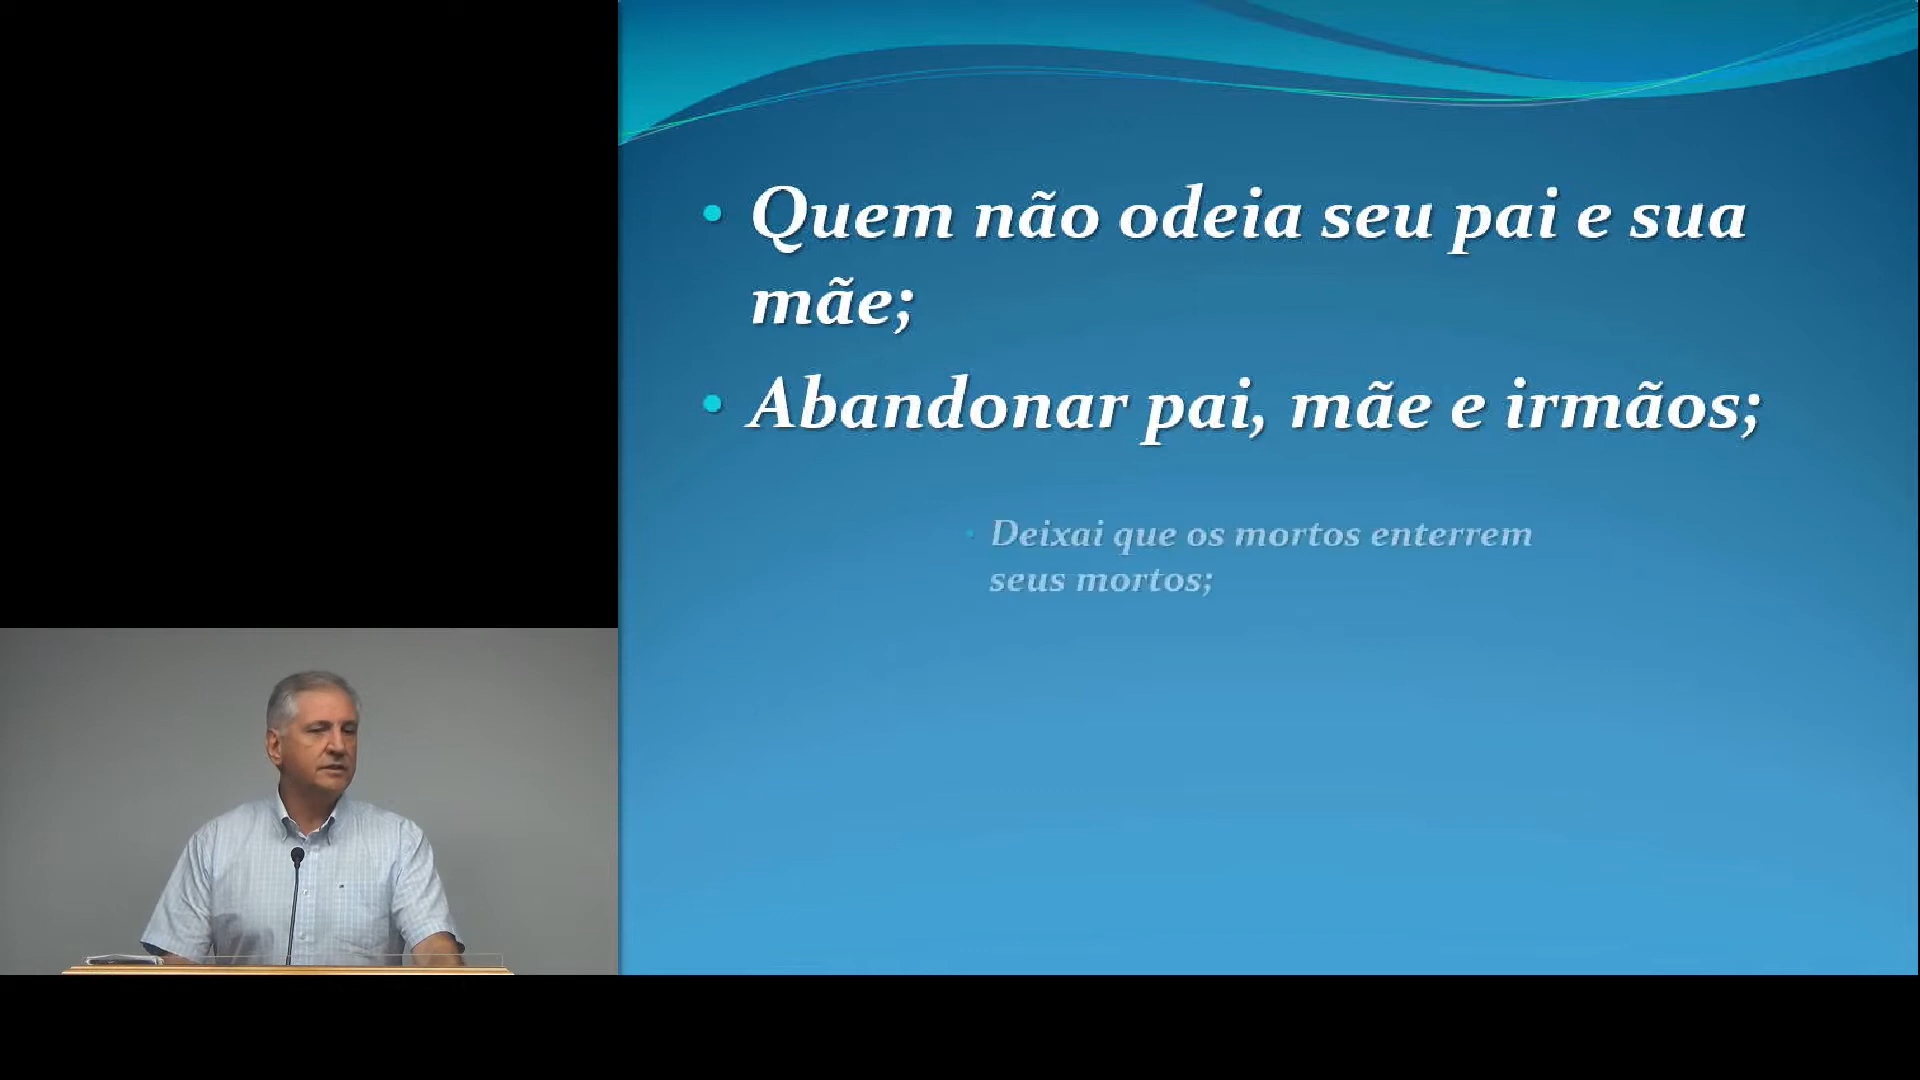 Quem não odeia seu pai e sua
mãe;
Abandonar pai, mãe e irmãos;
Deixai que os mortos enterrem
seus mortos;